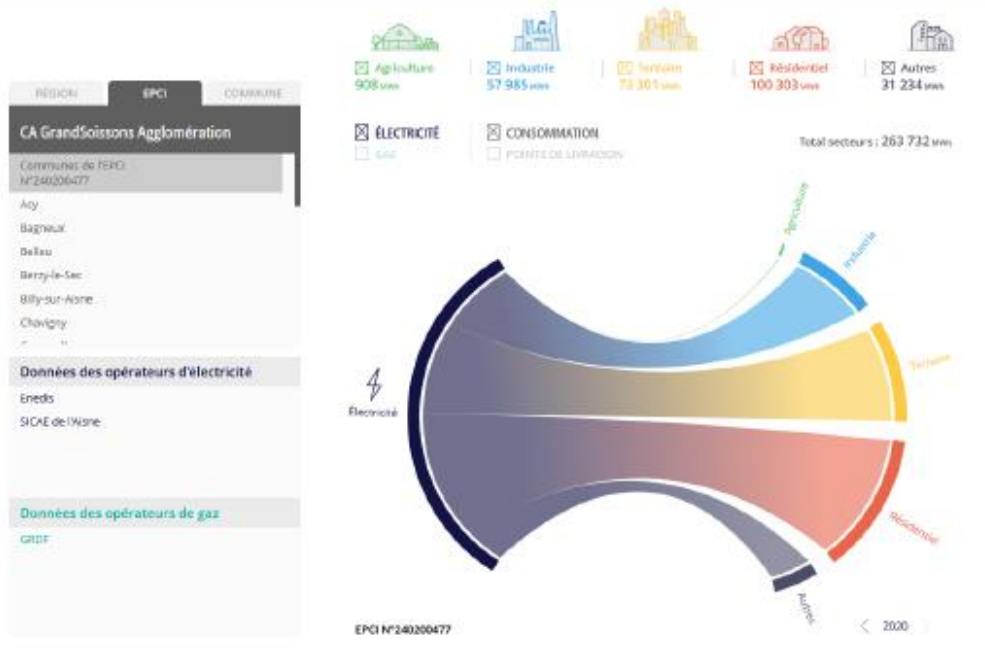 RÉGION
EPCI
COMMUNE
CA GrandSoissons Agglomération
Communes de l'EPCI
N°240200477
Acy
Bagneux
Belleu
Berzy-le-Sec
Billy-sur-Aisne
Chavigny
Données des opérateurs d'électricité
Enedis
SICAE de l'Aisne
Données des opérateurs de gaz
GRDF
Agriculture
908 MWh
Industrie
57 985 MWh
Tertiaire
73 301 MWh
Résidentiel
100 303 MWh
Autres
31 234 MWh
ÉLECTRICITÉ
GAZ
CONSOMMATION
POINTS DE LIVRAISON
Total secteurs : 263 732 MWh
Agriculture
Industrie
Tertiaire
Résidentiel
Autres
Électricité
EPCI N°240200477
2020